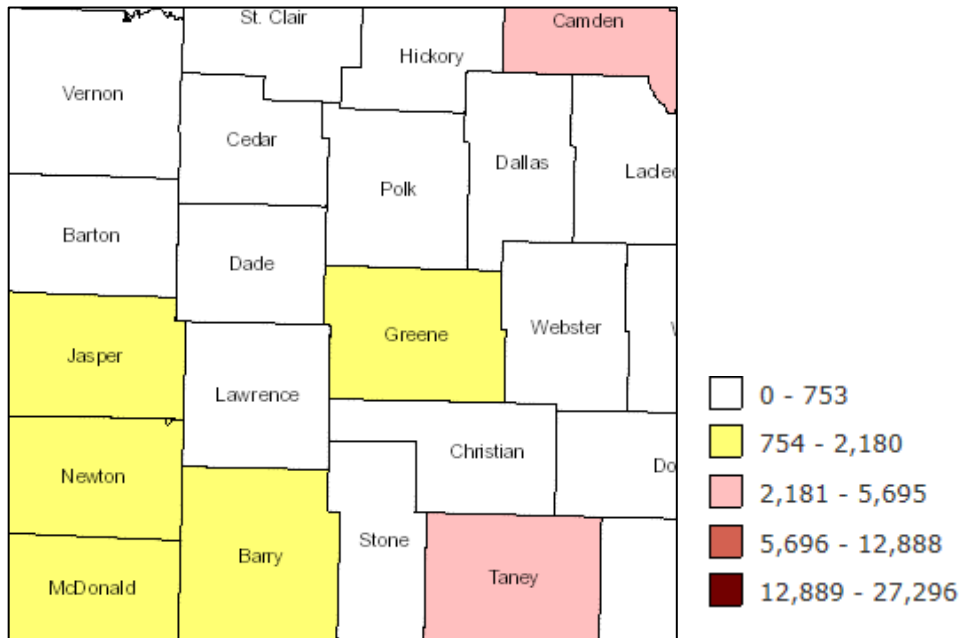 St. Clair
Camden
Hickory
Vernon
Cedar
Dallas
Polk
Barton
Dade
Greene
Webster
Jasper
Lawrence
0 - 753
Christian
754 - 2,180
Newton
2,181 - 5,695
Stone
5,696 - 12,888
Barry
Taney
McDonald
12,889 - 27,296